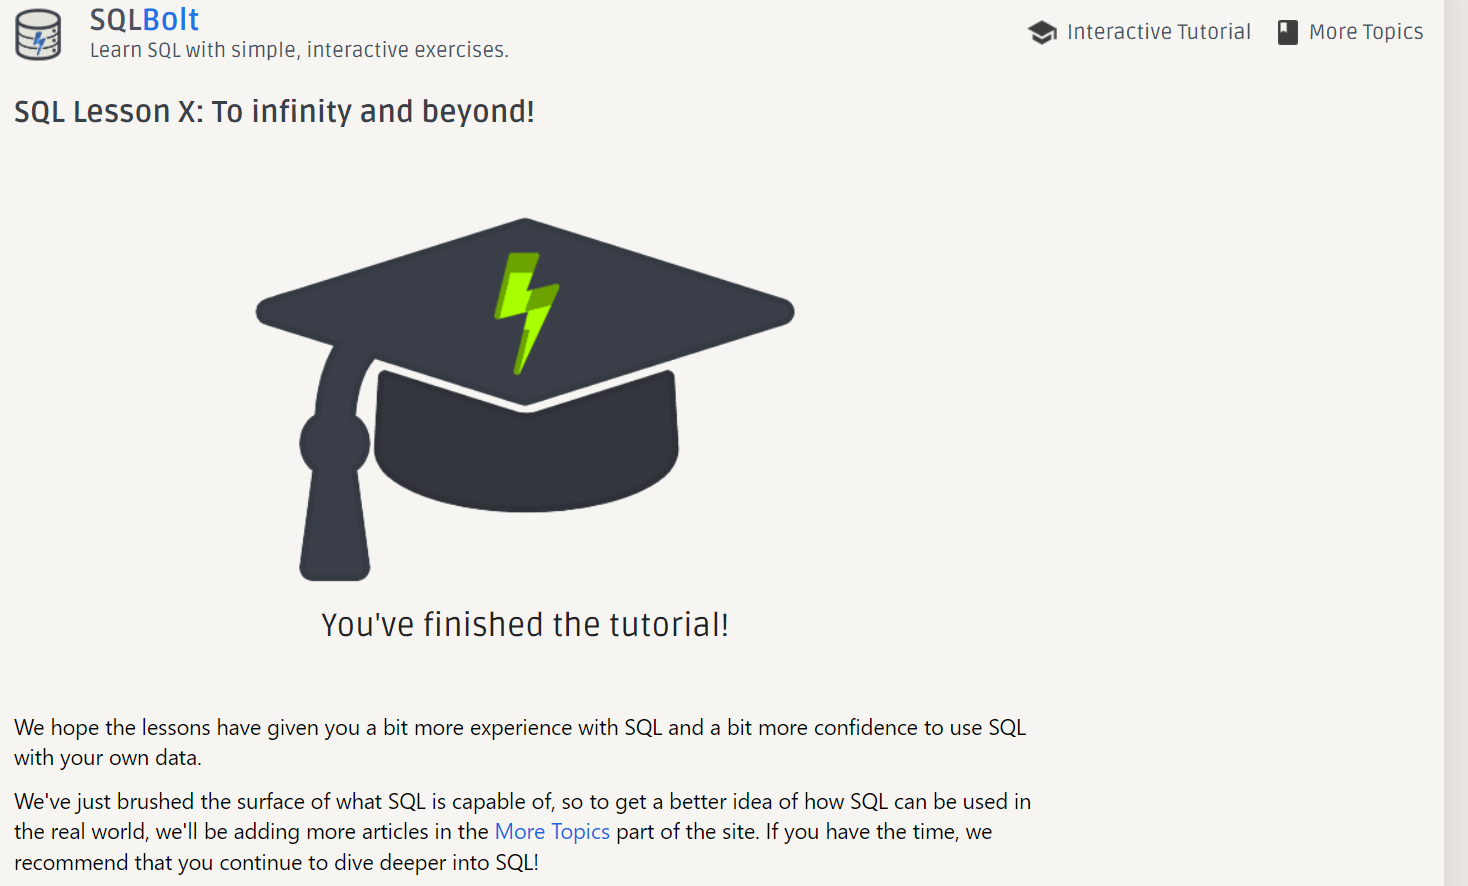 SQLBolt
Learn SQL with simple, interactive exercises.
Interactive Tutorial
More Topics
SQL Lesson X: To infinity and beyond!
You've finished the tutorial!
We hope the lessons have given you a bit more experience with SQL and a bit more confidence to use SQL
with your own data.
We've just brushed the surface of what SQL is capable of, so to get a better idea of how SQL can be used in
the real world, we'll be adding more articles in the More Topics part of the site. If you have the time, we
recommend that you continue to dive deeper into SQL!